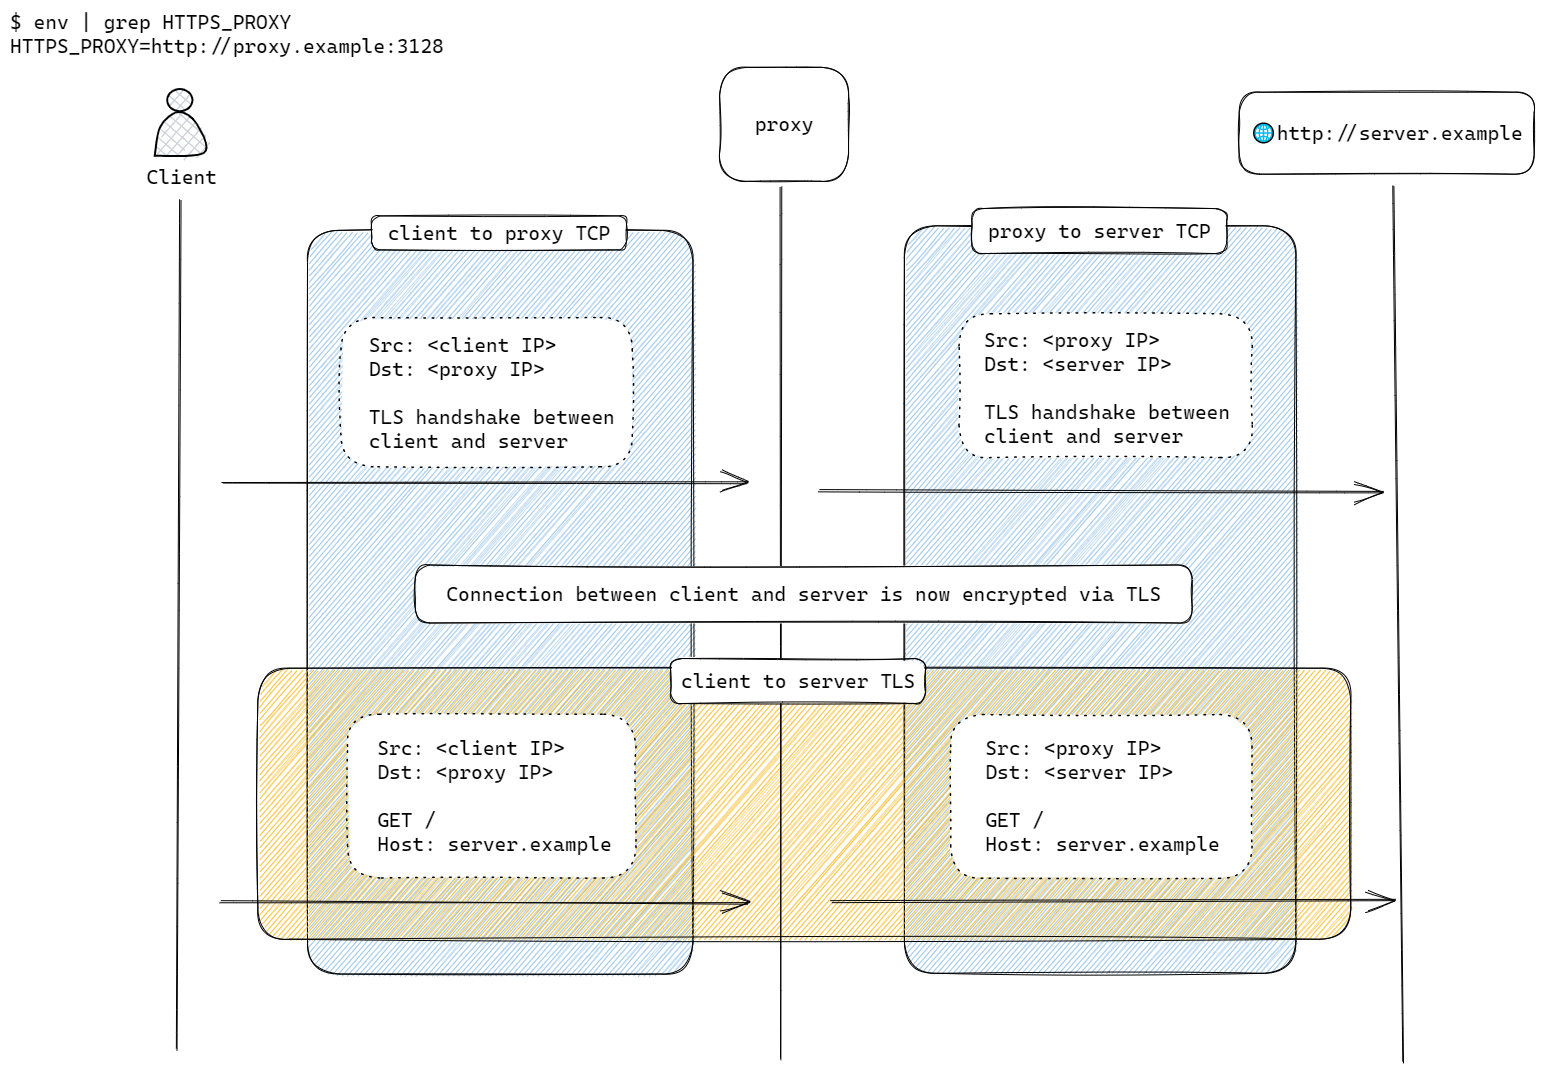 $ env | grep HTTPS_PROXY
HTTPS_PROXY=http://proxy.example:3128
Client
proxy
http://server.example
client to proxy TCP
proxy to server TCP
Src: <client IP>
Dst: <proxy IP>
TLS handshake between
client and server
Src: <proxy IP>
Dst: <server IP>
TLS handshake between
client and server
Connection between client and server is now encrypted via TLS
client to server TLS
Src: <client IP>
Dst: <proxy IP>
GET /
Host: server.example
Src: <proxy IP>
Dst: <server IP>
GET /
Host: server.example